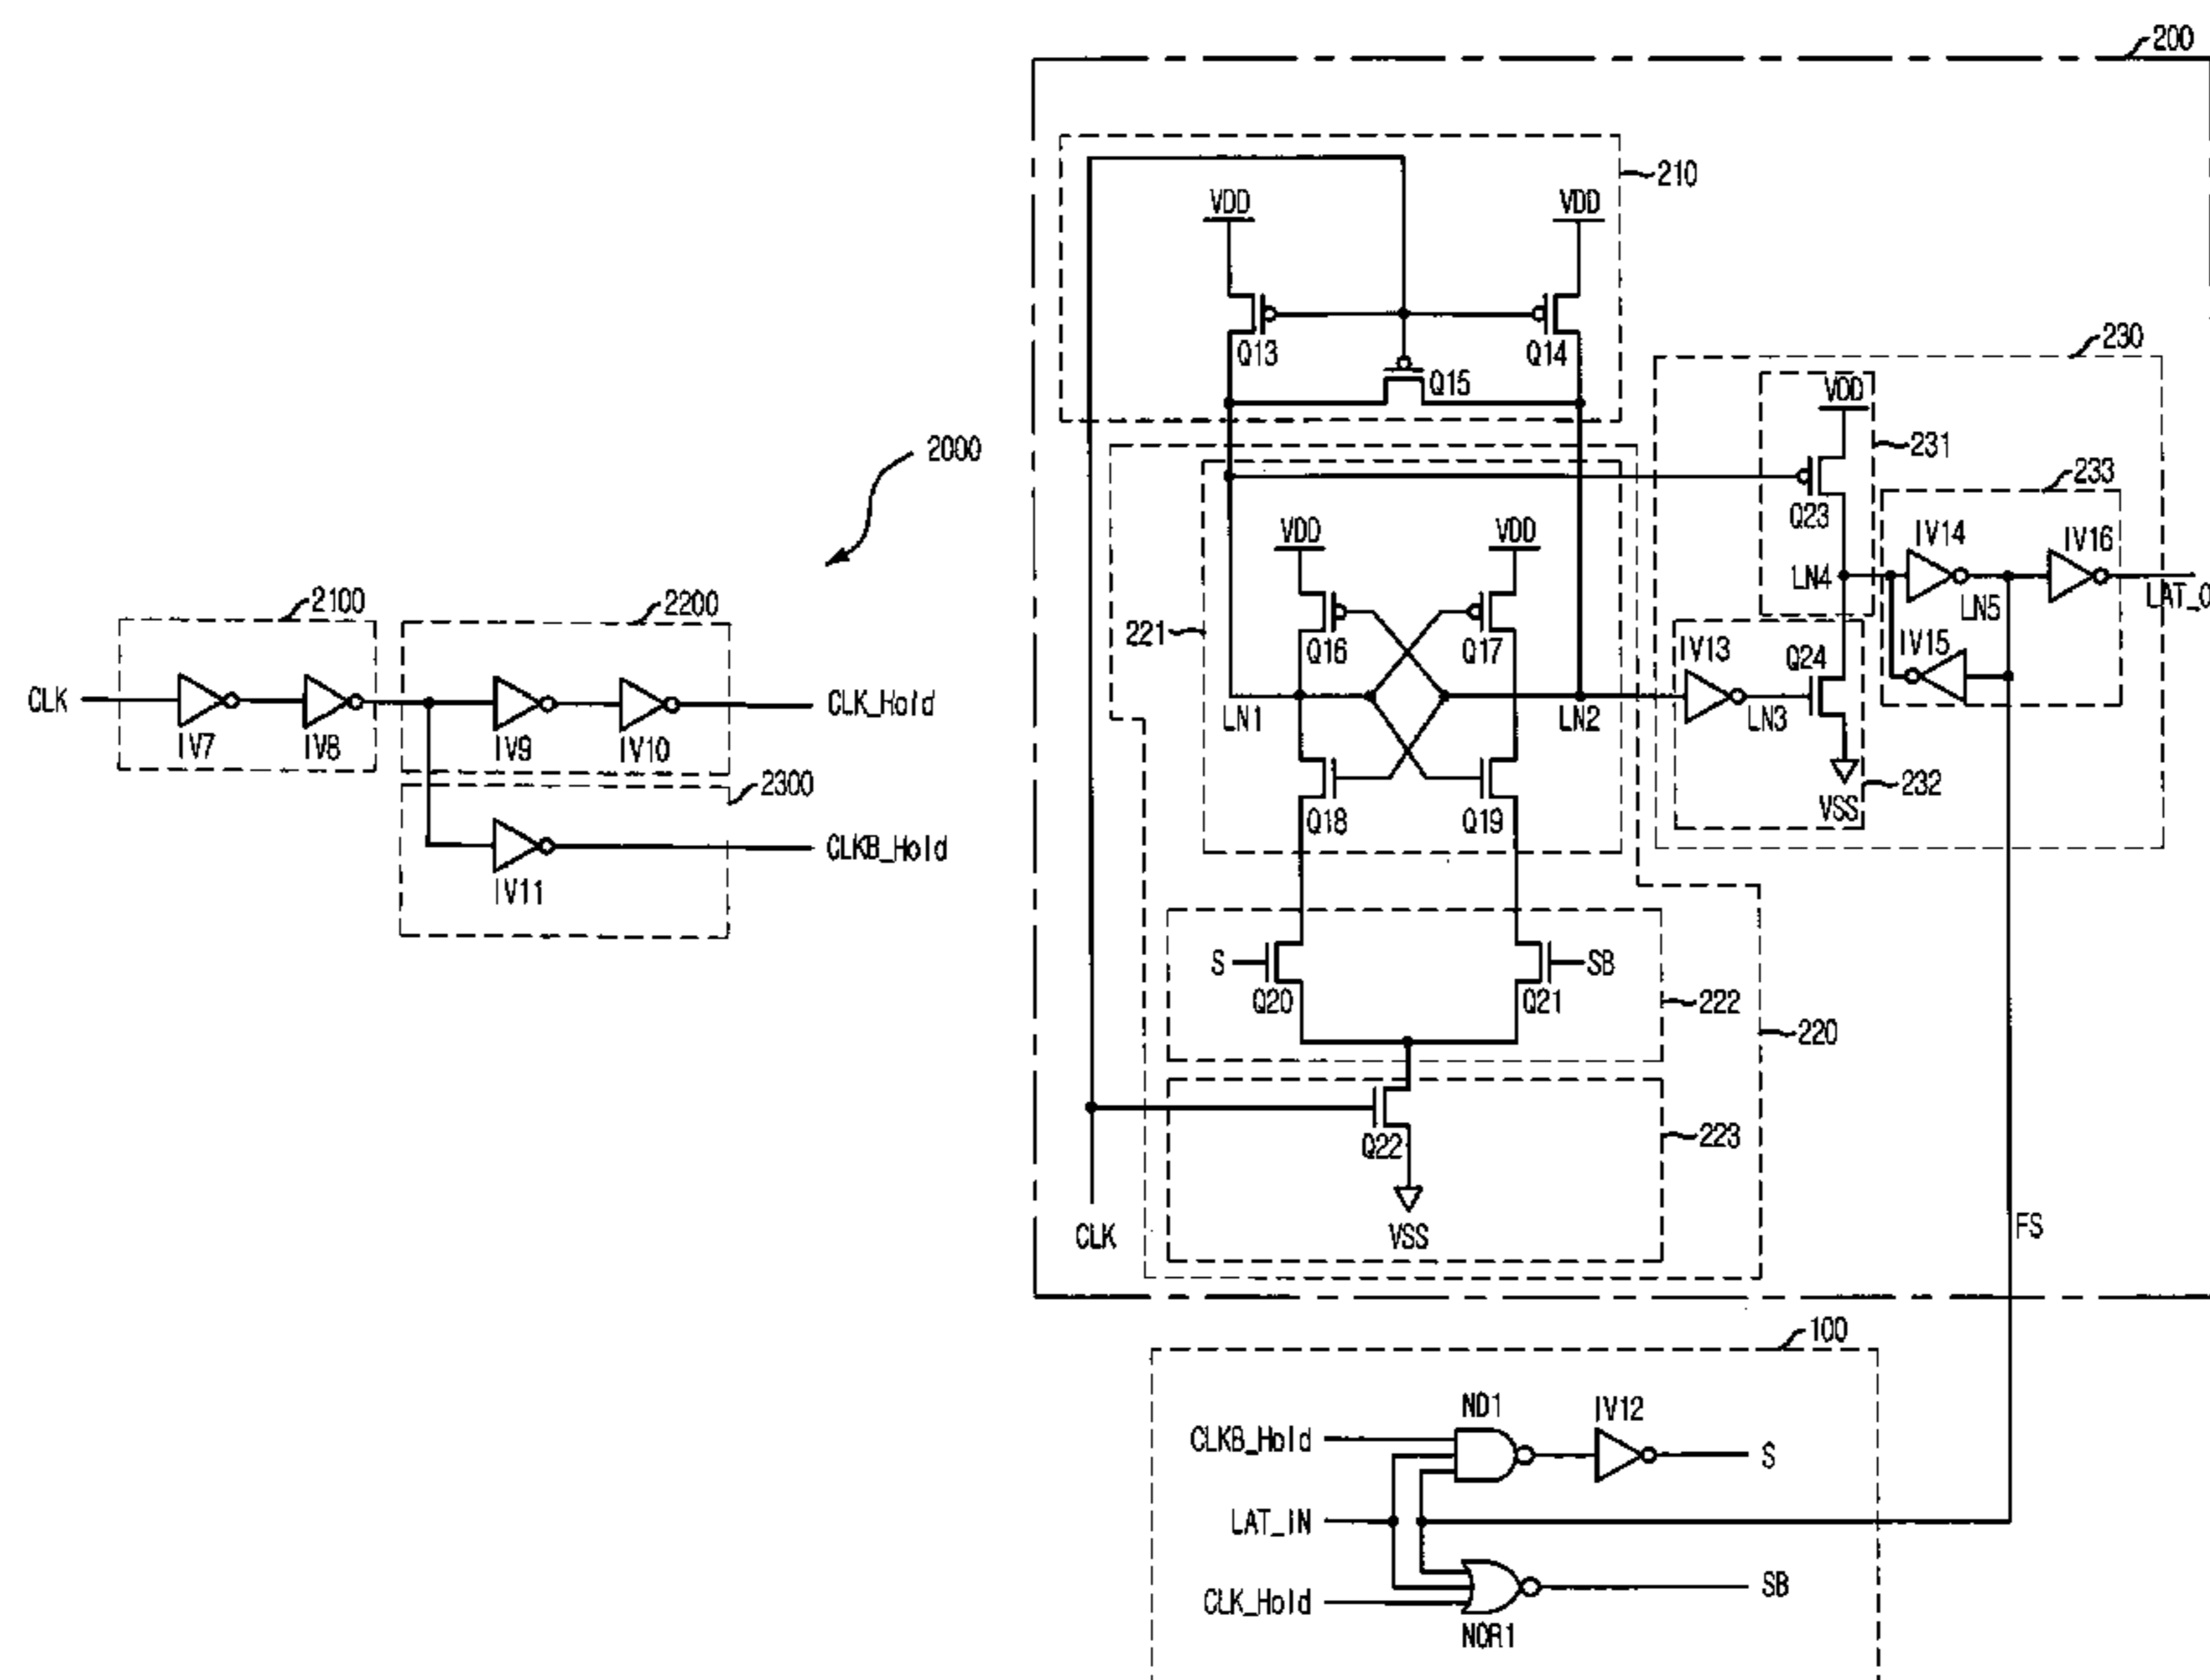 200
210
VDD
VDD
Q13
Q14
Q15
230
VDD
231
233
2000
Q23
IV14
IV16
VDD
VDD
LN4
LN5
LAT_O
2100
2200
221
Q16
Q17
IV13
Q24
IV15
CLK
IV7
IV8
IV9
IV10
CLK_Hold
LN1
LN2
LN3
2300
Q18
Q19
VSS
232
CLKB_Hold
IV11
S
Q20
SB
Q21
222
220
Q22
223
CLK
VSS
FS
100
ND1
IV12
CLKB_Hold
S
LAT_IN
CLK_Hold
SB
NOR1